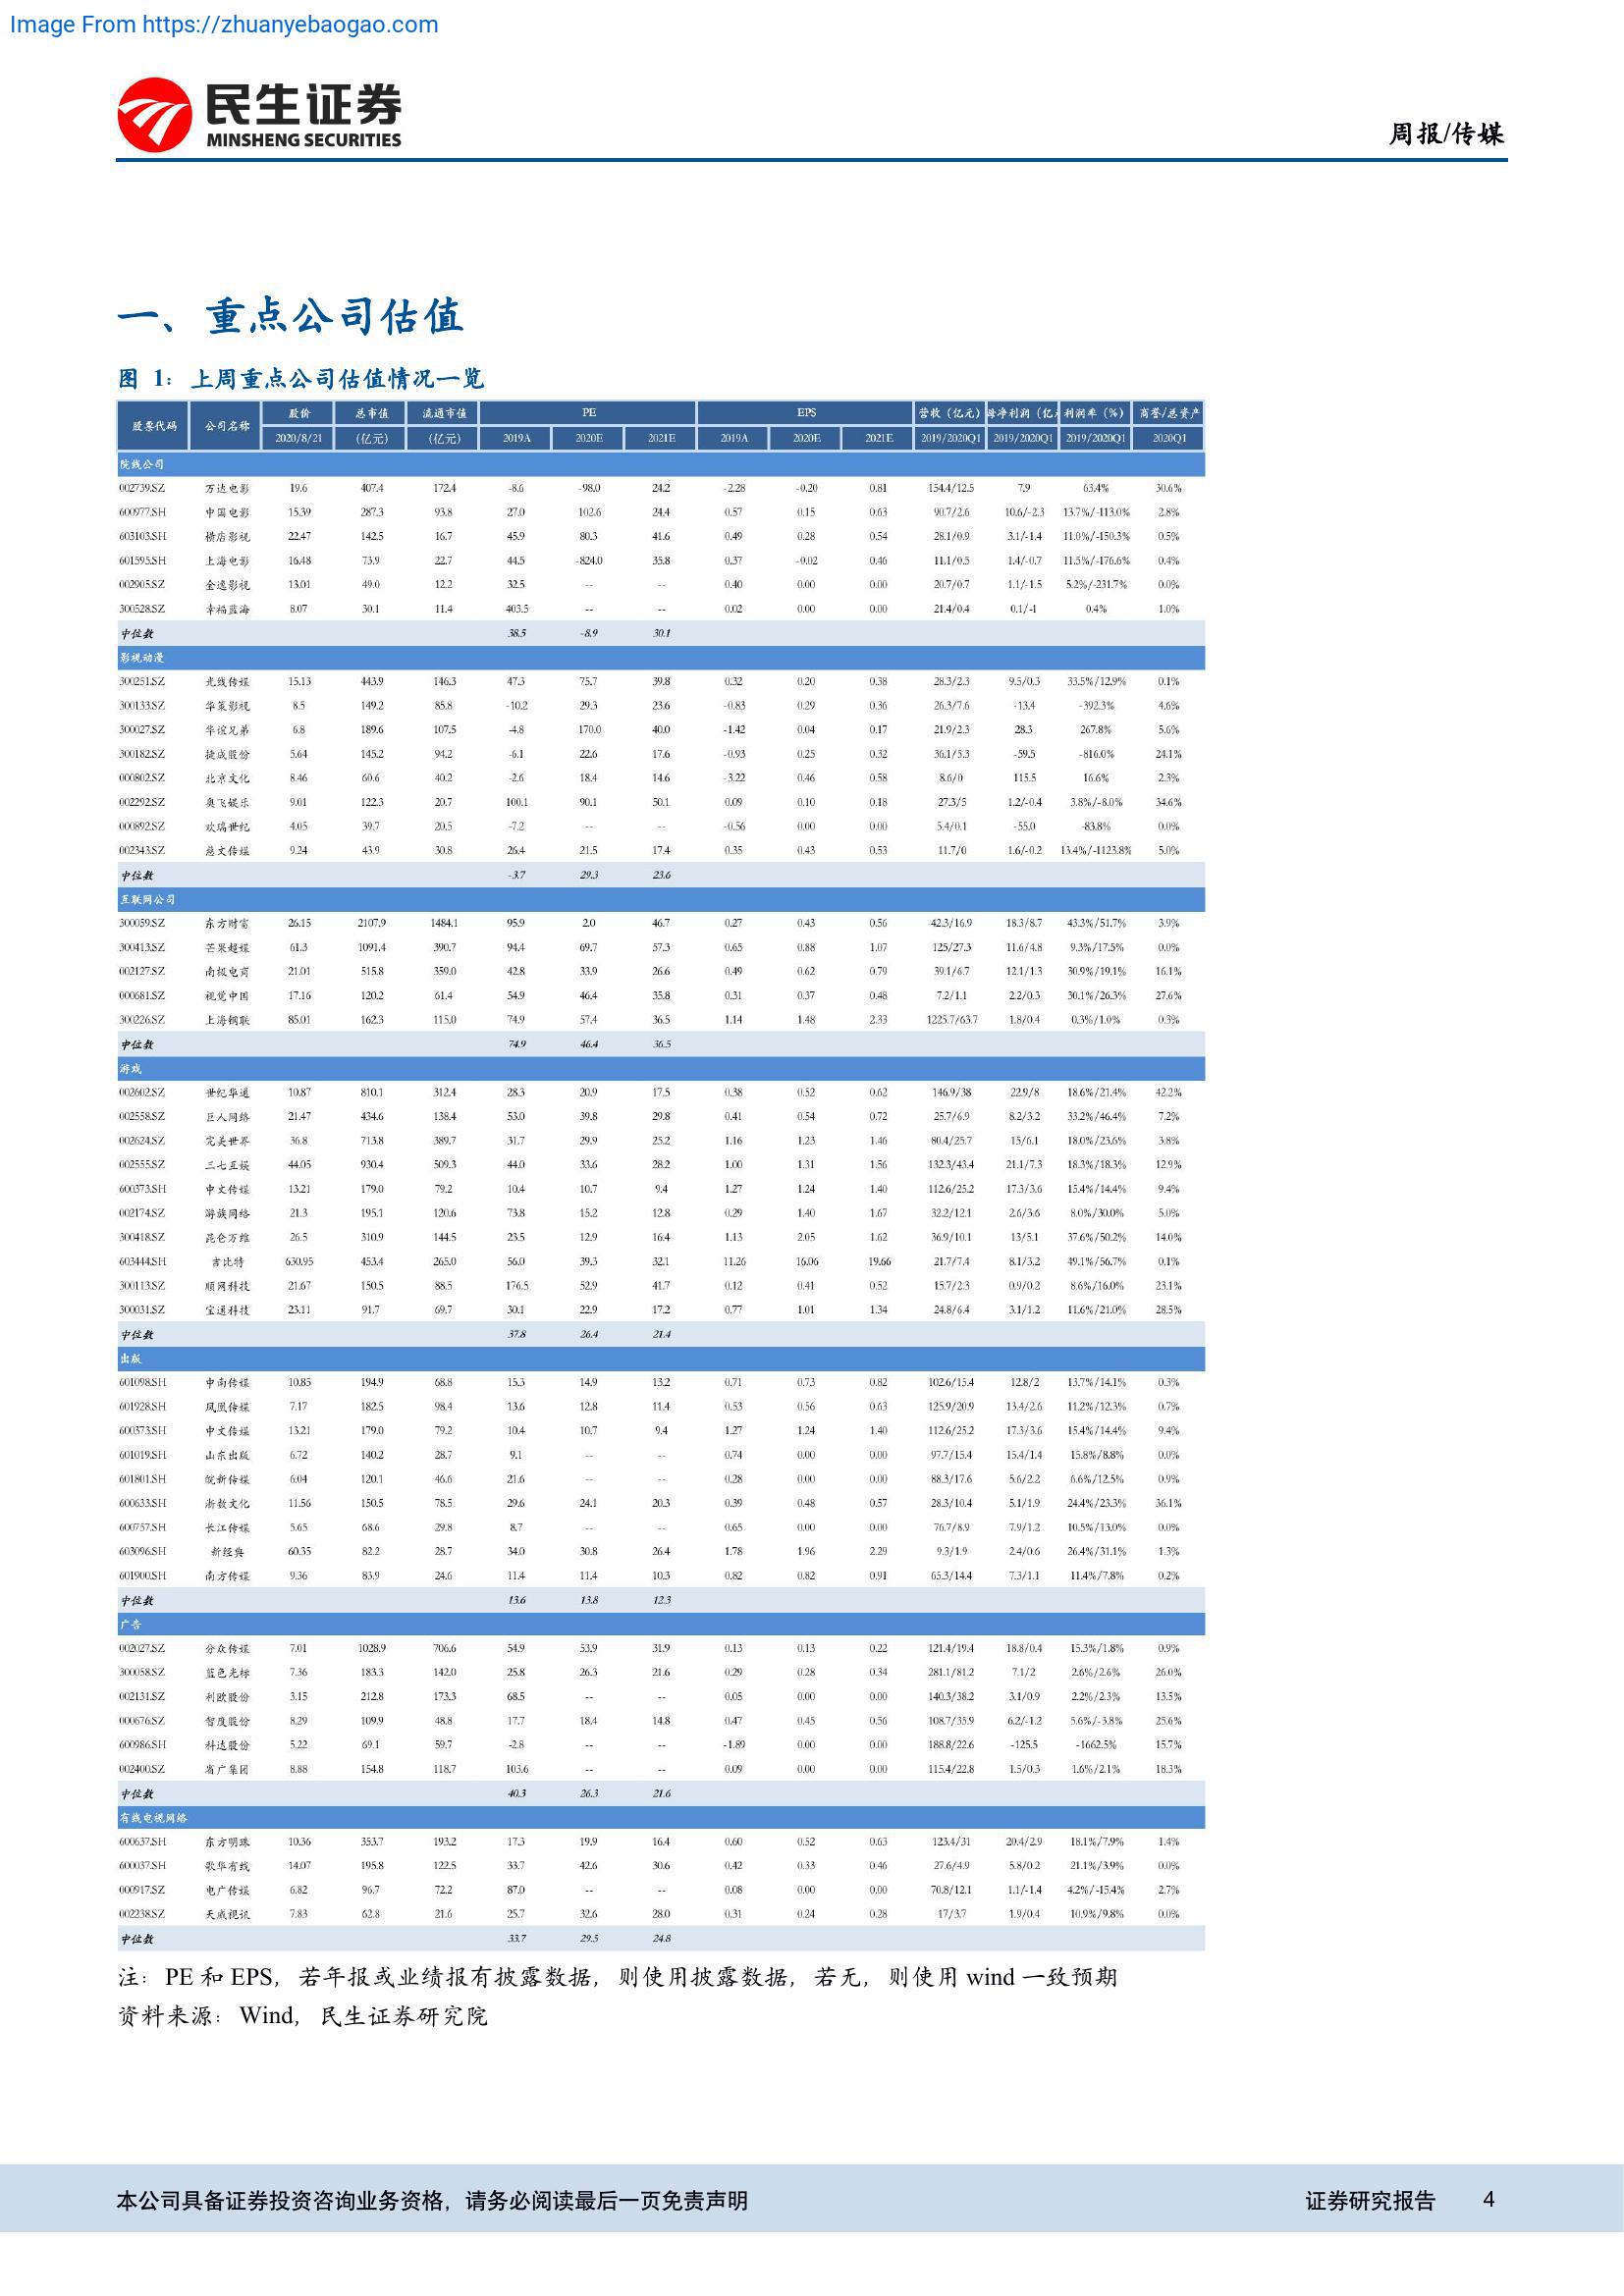 Image From https://zhuanyebaogao.com
民生证券
MINSHENG SECURITIES
周报/传媒
一、重点公司估值
图 1：上周重点公司估值情况一览
股票代码 公司名称 股价 总市值 流通市值 PE EPS 营收（亿元） 母净利润（亿 利润率（%） 商誉/总资产
2020/8/21 （亿元） （亿元） 2019A 2020E 2021E 2019A 2020E 2021E 2019/2020Q1 2019/2020Q1 2019/2020Q1 2020Q1
院线公司
002739.SZ 万达电影 19.6 407.4 172.4 -8.6 -98.0 24.2 -2.28 -0.20 0.81 154.4/12.5 7.9 63.4% 30.6%
600977.SH 中国电影 15.39 287.3 93.8 27.0 102.6 24.4 0.57 0.15 0.63 90.7/2.6 10.6/-2.3 13.7%/-113.0% 2.8%
603103.SH 横店影视 22.47 142.5 16.7 45.9 80.3 41.6 0.49 0.28 0.54 28.1/0.9 3.1/-1.4 11.0%/-150.3% 0.5%
601595.SH 上海电影 16.48 73.9 22.7 44.5 -824.0 35.8 0.37 -0.02 0.46 11.1/0.5 1.4/-0.7 11.5%/-176.6% 0.4%
002905.SZ 金逸影视 13.01 49.0 12.2 32.5 -- -- 0.40 0.00 0.00 20.7/0.7 1.1/-1.5 5.2%/-231.7% 0.0%
300528.SZ 幸福蓝海 8.07 30.1 11.4 403.5 -- -- 0.02 0.00 0.00 21.4/0.4 0.1/-1 0.4% 1.0%
中位数 38.5 -8.9 30.1
影视动漫
300251.SZ 光线传媒 15.13 443.9 146.3 47.3 75.7 39.8 0.32 0.20 0.38 28.3/2.3 9.5/0.3 33.5%/12.9% 0.1%
300133.SZ 华策影视 8.5 149.2 85.8 -10.2 29.3 23.6 -0.83 0.29 0.36 26.3/7.6 -13.4 -392.3% 4.6%
300027.SZ 华谊兄弟 6.8 189.6 107.5 -4.8 170.0 40.0 -1.42 0.04 0.17 21.9/2.3 28.3 267.8% 5.6%
300182.SZ 捷成股份 5.64 145.2 94.2 -6.1 22.6 17.6 -0.93 0.25 0.32 36.1/5.3 -59.5 -816.0% 24.1%
000802.SZ 北京文化 8.46 60.6 40.2 -2.6 18.4 14.6 -3.22 0.46 0.58 8.6/0 115.5 16.6% 2.3%
002292.SZ 奥飞娱乐 9.01 122.3 20.7 100.1 90.1 50.1 0.09 0.10 0.18 27.3/5 1.2/-0.4 3.8%/-8.0% 34.6%
000892.SZ 欢瑞世纪 4.05 39.7 20.5 -7.2 -- -- -0.56 0.00 0.00 5.4/0.1 -55.0 -83.8% 0.0%
002343.SZ 慈文传媒 9.24 43.9 30.8 26.4 21.5 17.4 0.35 0.43 0.53 11.7/0 1.6/-0.2 13.4%/-1123.8% 5.0%
中位数 -3.7 29.3 23.6
互联网公司
300059.SZ 东方财富 26.15 2107.9 1484.1 95.9 2.0 46.7 0.27 0.43 0.56 42.3/16.9 18.3/8.7 43.3%/51.7% 3.9%
300413.SZ 芒果超媒 61.3 1091.4 390.7 94.4 69.7 57.3 0.65 0.88 1.07 125/27.3 11.6/4.8 9.3%/17.5% 0.0%
002127.SZ 南极电商 21.01 515.8 359.0 42.8 33.9 26.6 0.49 0.62 0.79 39.1/6.7 12.1/1.3 30.9%/19.1% 16.1%
000681.SZ 视觉中国 17.16 120.2 61.4 54.9 46.4 35.8 0.31 0.37 0.48 7.2/1.1 2.2/0.3 30.1%/26.3% 27.6%
300226.SZ 上海钢联 85.01 162.3 115.0 74.9 57.4 36.5 1.14 1.48 2.33 1225.7/63.7 1.8/0.4 0.3%/1.0% 0.3%
中位数 74.9 46.4 36.5
游戏
002602.SZ 世纪华通 10.87 810.1 312.4 28.3 20.9 17.5 0.38 0.52 0.62 146.9/38 22.9/8 18.6%/21.4% 42.2%
002558.SZ 巨人网络 21.47 434.6 138.4 53.0 39.8 29.8 0.41 0.54 0.72 25.7/6.9 8.2/3.2 33.2%/46.4% 7.2%
002624.SZ 完美世界 36.8 713.8 389.7 31.7 29.9 25.2 1.16 1.23 1.46 80.4/25.7 15/6.1 18.0%/23.6% 3.8%
002555.SZ 三七互娱 44.05 930.4 509.3 44.0 33.6 28.2 1.00 1.31 1.56 132.3/43.4 21.1/7.3 18.3%/18.3% 12.9%
600373.SH 中文传媒 13.21 179.0 79.2 10.4 10.7 9.4 1.27 1.24 1.40 112.6/25.2 17.3/3.6 15.4%/14.4% 9.4%
002174.SZ 游族网络 21.3 195.1 120.6 73.8 15.2 12.8 0.29 1.40 1.67 32.2/12.1 2.6/3.6 8.0%/30.0% 5.0%
300418.SZ 昆仑万维 26.5 310.9 144.5 23.5 12.9 16.4 1.13 2.05 1.62 36.9/10.1 13/5.1 37.6%/50.2% 14.0%
603444.SH 吉比特 630.95 453.4 265.0 56.0 39.3 32.1 11.26 16.06 19.66 21.7/7.4 8.1/3.2 49.1%/56.7% 0.1%
300113.SZ 顺网科技 21.67 150.5 88.5 176.5 52.9 41.7 0.12 0.41 0.52 15.7/2.3 0.9/0.2 8.6%/16.0% 23.1%
300031.SZ 宝通科技 23.11 91.7 69.7 30.1 22.9 17.2 0.77 1.01 1.34 24.8/6.4 3.1/1.2 11.6%/21.0% 28.5%
中位数 37.8 26.4 21.4
出版
601098.SH 中南传媒 10.85 194.9 68.8 15.3 14.9 13.2 0.71 0.73 0.82 102.6/15.4 12.8/2 13.7%/14.1% 0.3%
601928.SH 凤凰传媒 7.17 182.5 98.4 13.6 12.8 11.4 0.53 0.56 0.63 125.9/20.9 13.4/2.6 11.2%/12.3% 0.7%
600373.SH 中文传媒 13.21 179.0 79.2 10.4 10.7 9.4 1.27 1.24 1.40 112.6/25.2 17.3/3.6 15.4%/14.4% 9.4%
601019.SH 山东出版 6.72 140.2 28.7 9.1 -- -- 0.74 0.00 0.00 97.7/15.4 15.4/1.4 15.8%/8.8% 0.0%
601801.SH 皖新传媒 6.04 120.1 46.6 21.6 -- -- 0.28 0.00 0.00 88.3/17.6 5.6/2.2 6.6%/12.5% 0.9%
600633.SH 浙数文化 11.56 150.5 78.5 29.6 24.1 20.3 0.39 0.48 0.57 28.3/10.4 5.1/1.9 24.4%/23.3% 36.1%
600757.SH 长江传媒 5.65 68.6 29.8 8.7 -- -- 0.65 0.00 0.00 76.7/8.9 7.9/1.2 10.5%/13.0% 0.0%
603096.SH 新经典 60.35 82.2 28.7 34.0 30.8 26.4 1.78 1.96 2.29 9.3/1.9 2.4/0.6 26.4%/31.1% 1.3%
601900.SH 南方传媒 9.36 83.9 24.6 11.4 11.4 10.3 0.82 0.82 0.91 65.3/14.4 7.3/1.1 11.4%/7.8% 0.2%
中位数 13.6 13.8 12.3
广告
002027.SZ 分众传媒 7.01 1028.9 706.6 54.9 53.9 31.9 0.13 0.13 0.22 121.4/19.4 18.8/0.4 15.3%/1.8% 0.9%
300058.SZ 蓝色光标 7.36 183.3 142.0 25.8 26.3 21.6 0.29 0.28 0.34 281.1/81.2 7.1/2 2.6%/2.6% 26.0%
002131.SZ 利欧股份 3.15 212.8 173.3 68.5 -- -- 0.05 0.00 0.00 140.3/38.2 3.1/0.9 2.2%/2.3% 13.5%
000676.SZ 智度股份 8.29 109.9 48.8 17.7 18.4 14.8 0.47 0.45 0.56 108.7/35.9 6.2/-1.2 5.6%/-3.8% 25.6%
600986.SH 科达股份 5.22 69.1 59.7 -2.8 -- -- -1.89 0.00 0.00 188.8/22.6 -125.5 -1662.5% 15.7%
002400.SZ 省广集团 8.88 154.8 118.7 103.6 -- -- 0.09 0.00 0.00 115.4/22.8 1.5/0.3 1.6%/2.1% 18.3%
中位数 40.3 26.3 21.6
有线电视网络
600637.SH 东方明珠 10.36 353.7 193.2 17.3 19.9 16.4 0.60 0.52 0.63 123.4/31 20.4/2.9 18.1%/7.9% 1.4%
600037.SH 歌华有线 14.07 195.8 122.5 33.7 42.6 30.6 0.42 0.33 0.46 27.6/4.9 5.8/0.2 21.1%/3.9% 0.0%
000917.SZ 电广传媒 6.82 96.7 72.2 87.0 -- -- 0.08 0.00 0.00 70.8/12.1 1.1/-1.4 4.2%/-15.4% 2.7%
002238.SZ 天威视讯 7.83 62.8 21.6 25.7 32.6 28.0 0.31 0.24 0.28 17/3.7 1.9/0.4 10.9%/9.8% 0.0%
中位数 33.7 29.5 24.8
注：PE 和 EPS，若年报或业绩报有披露数据，则使用披露数据，若无，则使用 wind 一致预期
资料来源：Wind，民生证券研究院
本公司具备证券投资咨询业务资格，请务必阅读最后一页免责声明 证券研究报告 4